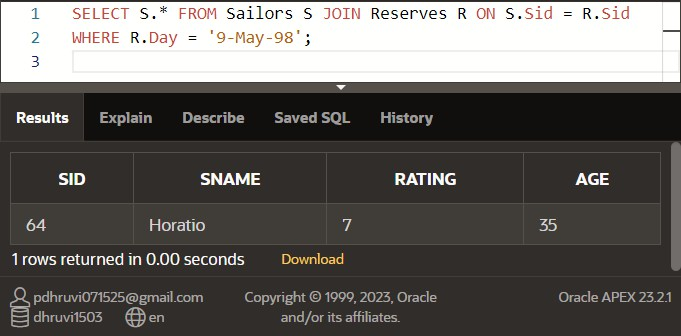 1 SELECT S.* FROM Sailors S JOIN Reserves R ON S.Sid = R.Sid
2 WHERE R.Day = '9-May-98';
3
Results Explain Describe Saved SQL History
SID SNAME RATING AGE
64 Horatio 7 35
1 rows returned in 0.00 seconds Download
pdhruvi071525@gmail.com Copyright © 1999, 2023, Oracle Oracle APEX 23.2.1
dhruvi1503 en and/or its affiliates.